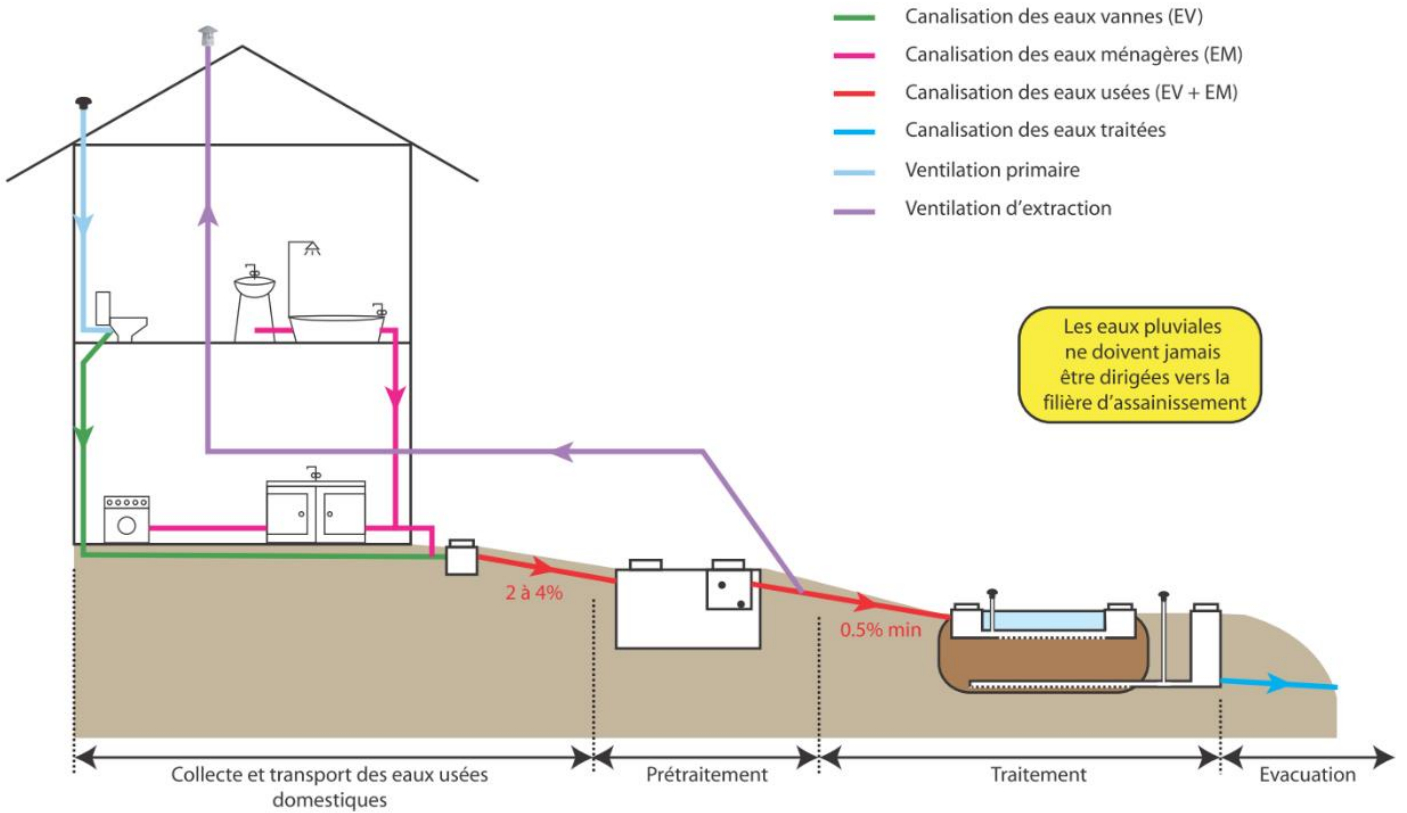 Canalisation des eaux vannes (EV)
Canalisation des eaux ménagères (EM)
Canalisation des eaux usées (EV + EM)
Canalisation des eaux traitées
Ventilation primaire
Ventilation d'extraction
Les eaux pluviales
ne doivent jamais
être dirigées vers la
filière d'assainissement
2 à 4%
0.5% min
Collecte et transport des eaux usées
domestiques
Prétraitement
Traitement
Evacuation